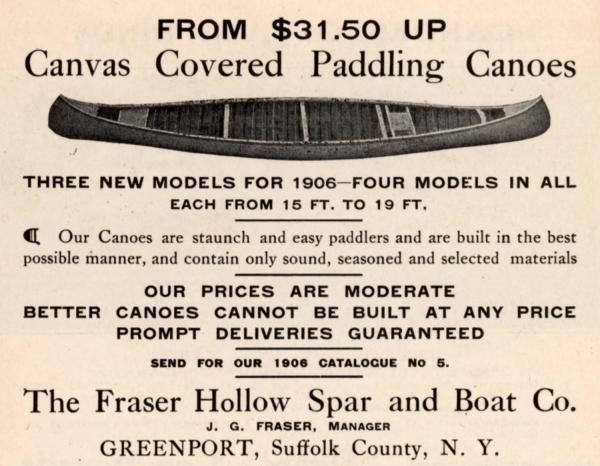 FROM $31.50 UP
Canvas Covered Paddling Canoes
THREE NEW MODELS FOR 1906—FOUR MODELS IN ALL
EACH FROM 15 FT. TO 19 FT.
¶ Our Canoes are staunch and easy paddlers and are built in the best
possible manner, and contain only sound, seasoned and selected materials
OUR PRICES ARE MODERATE
BETTER CANOES CANNOT BE BUILT AT ANY PRICE
PROMPT DELIVERIES GUARANTEED
SEND FOR OUR 1906 CATALOGUE No 5.
The Fraser Hollow Spar and Boat Co.
J. G. FRASER, MANAGER
GREENPORT, Suffolk County, N. Y.